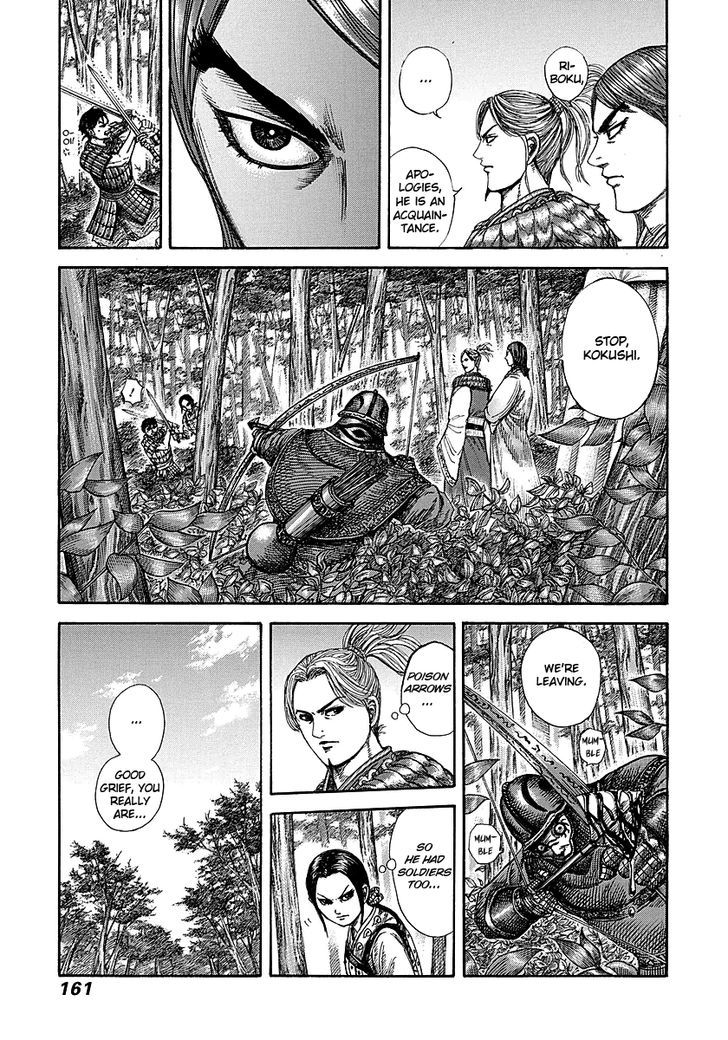 RI-
BOKU,
...
APO-
LOGIES,
HE IS AN
ACQUAIN-
TANCE.
O-
OI!
STOP,
KOKUSHI.
WE'RE
LEAVING.
MUM-
BLE
MUM-
BLE
POISON
ARROWS
...
SO
HE HAD
SOLDIERS
TOO...
...
GOOD
GRIEF, YOU
REALLY
ARE...
161